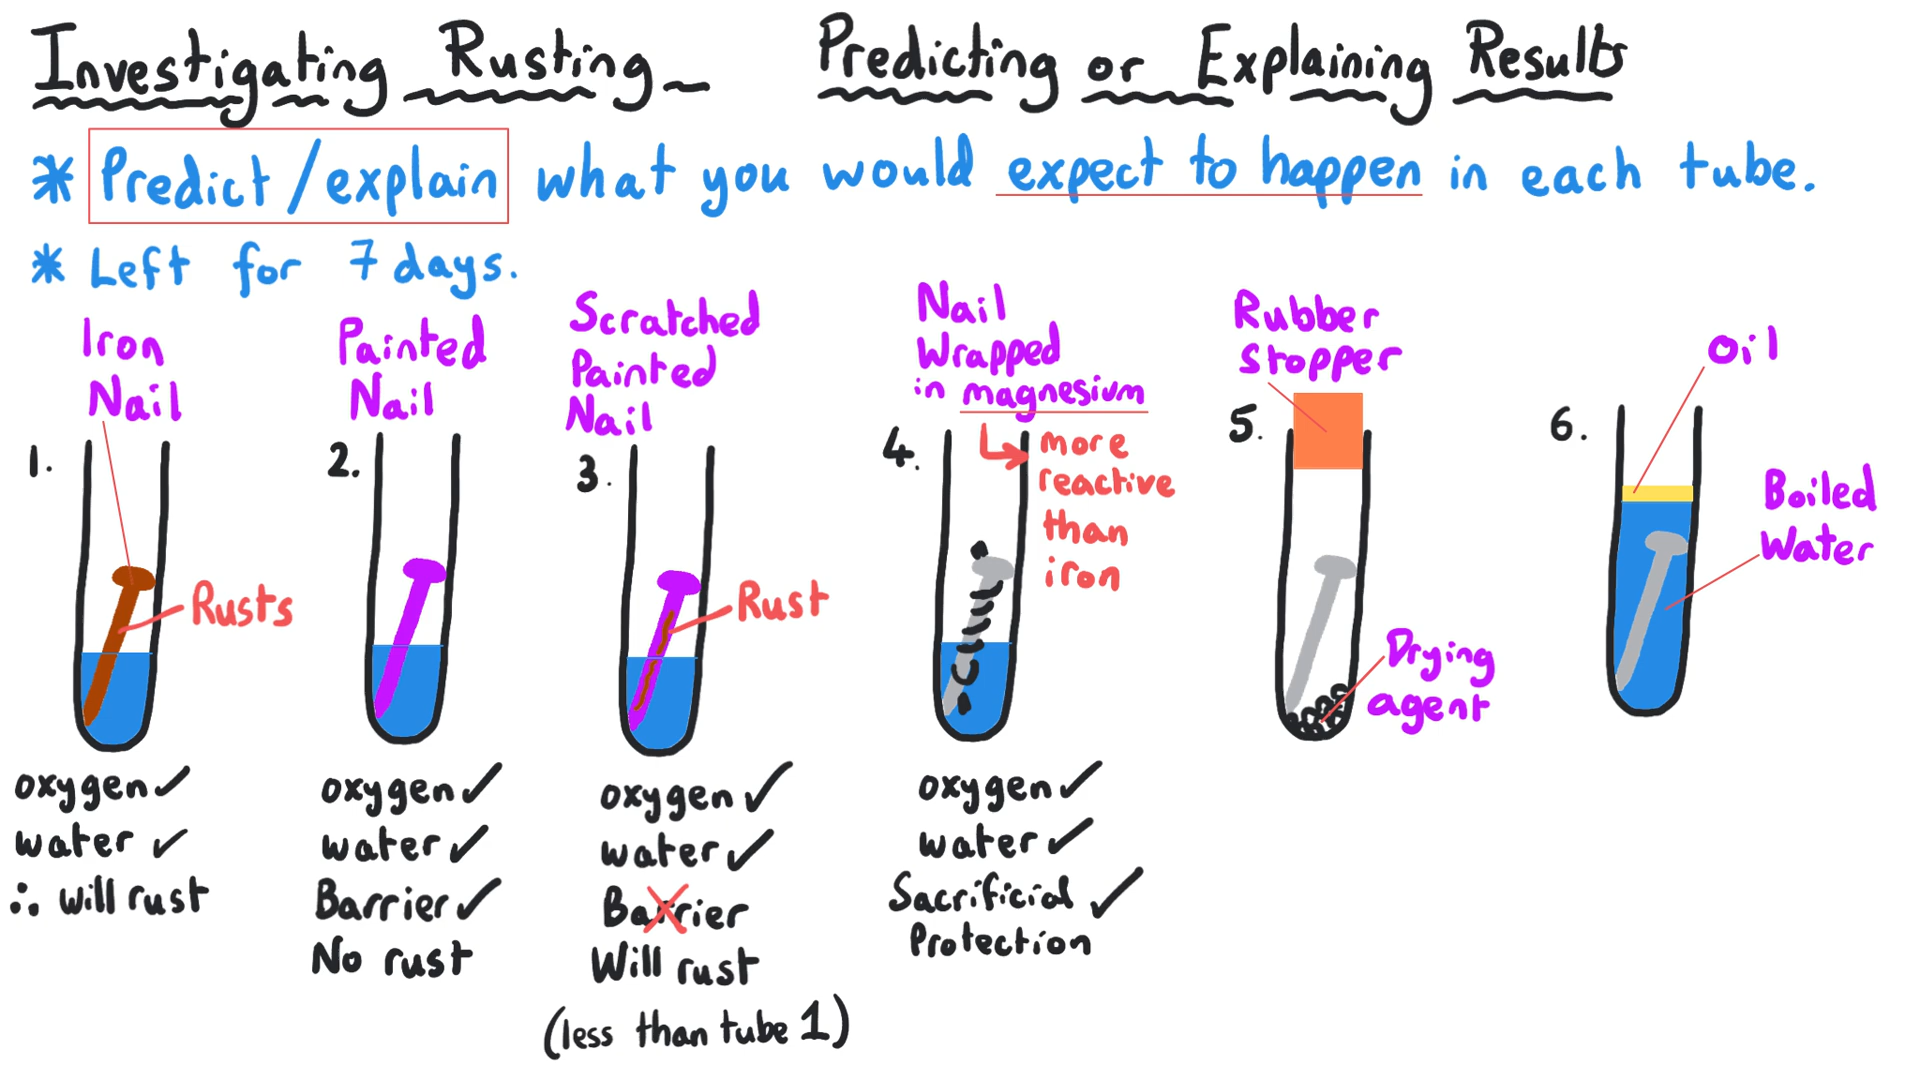 Investigating Rusting - Predicting or Explaining Results
* Predict/explain what you would expect to happen in each tube.
* Left for 7 days.
Iron
Nail
1.
Rusts
oxygen ✓
water ✓
∴ will rust
Painted
Nail
2.
oxygen ✓
water ✓
Barrier ✓
No rust
Scratched
Painted
Nail
3.
Rust
oxygen ✓
water ✓
Barrier
Will rust
(less than tube 1)
Nail
Wrapped
in magnesium
4.
more
reactive
than
iron
oxygen ✓
water ✓
Sacrificial ✓
Protection
Rubber
Stopper
5.
Drying
agent
Oil
6.
Boiled
Water